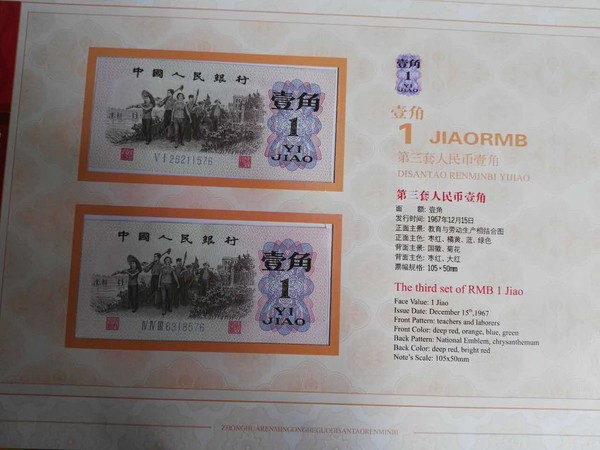 中國人民銀行
壹角
1
YI
JIAO
VI 29211576
中國人民銀行
壹角
1
YI
JIAO
IV IV III 6318576
壹角
1
YI
JIAO
壹角
1 JIAORMB
第三套人民币壹角
DISANTAO RENMINBI YIJIAO
第三套人民币壹角
面 额: 壹角
发行时间: 1967年12月15日
正面主景: 教育与劳动生产相结合图
正面主色: 枣红、橘黄、蓝、绿色
背面主景: 国徽、菊花
背面主色: 枣红、大红
票幅规格: 105×50mm
The third set of RMB 1 Jiao
Face Value: 1 Jiao
Issue Date: December 15th,1967
Front Pattern: teachers and laborers
Front Color: deep red, orange, blue, green
Back Pattern: National Emblem, chrysanthemum
Back Color: deep red, bright red
Note's Scale: 105x50mm
ZHONGHUARENMINGONGHEGUODISANTAORENMINBI